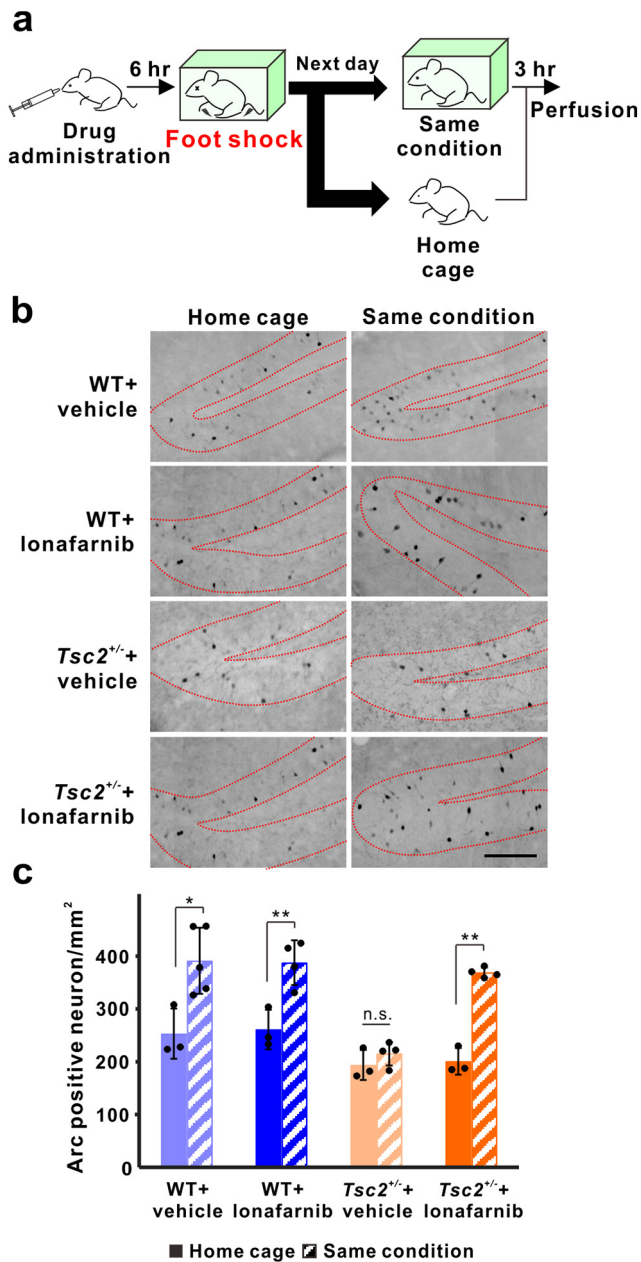 a
6 hr
Next day
3 hr
Drug
administration
Foot shock
Same
condition
Perfusion
Home
cage
b
Home cage
Same condition
WT+
vehicle
WT+
lonafarnib
Tsc2+/-+
vehicle
Tsc2+/-+
lonafarnib
c
Arc positive neuron/mm2
400
300
200
100
0
*
**
n.s.
**
WT+
vehicle
WT+
lonafarnib
Tsc2+/-+
vehicle
Tsc2+/-+
lonafarnib
Home cage
Same condition